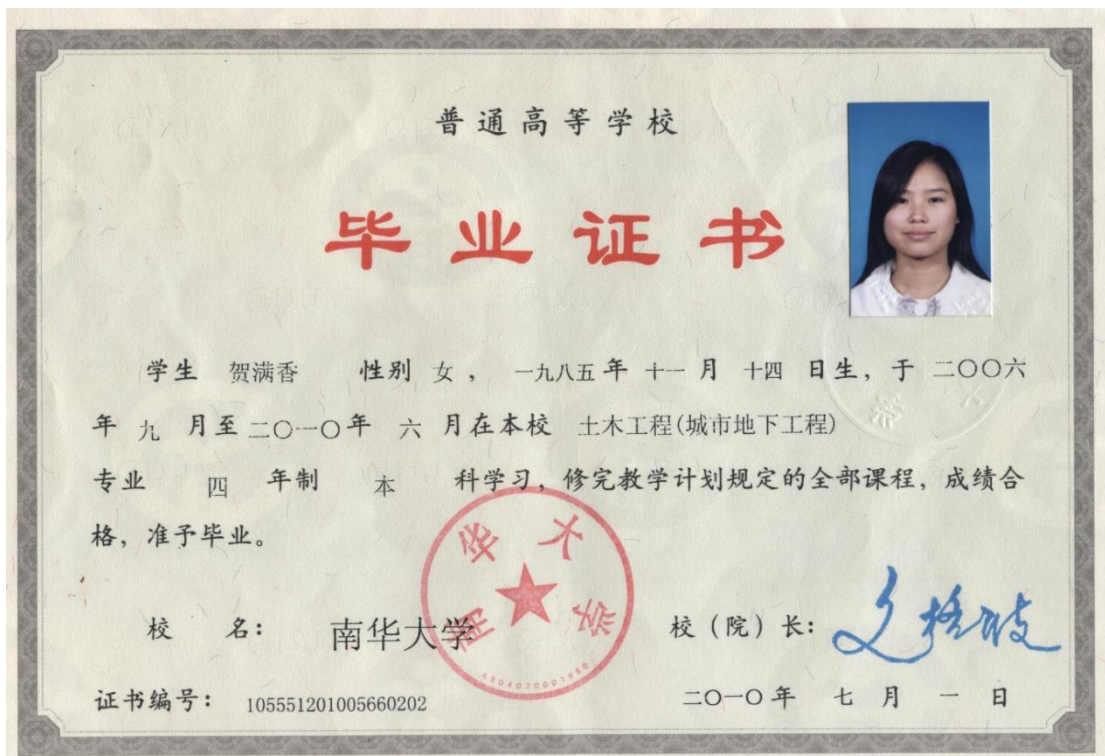 普通高等学校
毕业证书
学生 贺满香 性别 女 ， 一九八五 年 十一 月 十四 日生，于 二〇〇六
年 九 月至 二〇一〇 年 六 月在本校 土木工程(城市地下工程)
专业 四 年制 本 科学习，修完教学计划规定的全部课程，成绩合
格，准予毕业。
南华大学
校 名： 南华大学 校（院）长：
证书编号： 105551201005660202 二〇一〇 年 七 月 一 日